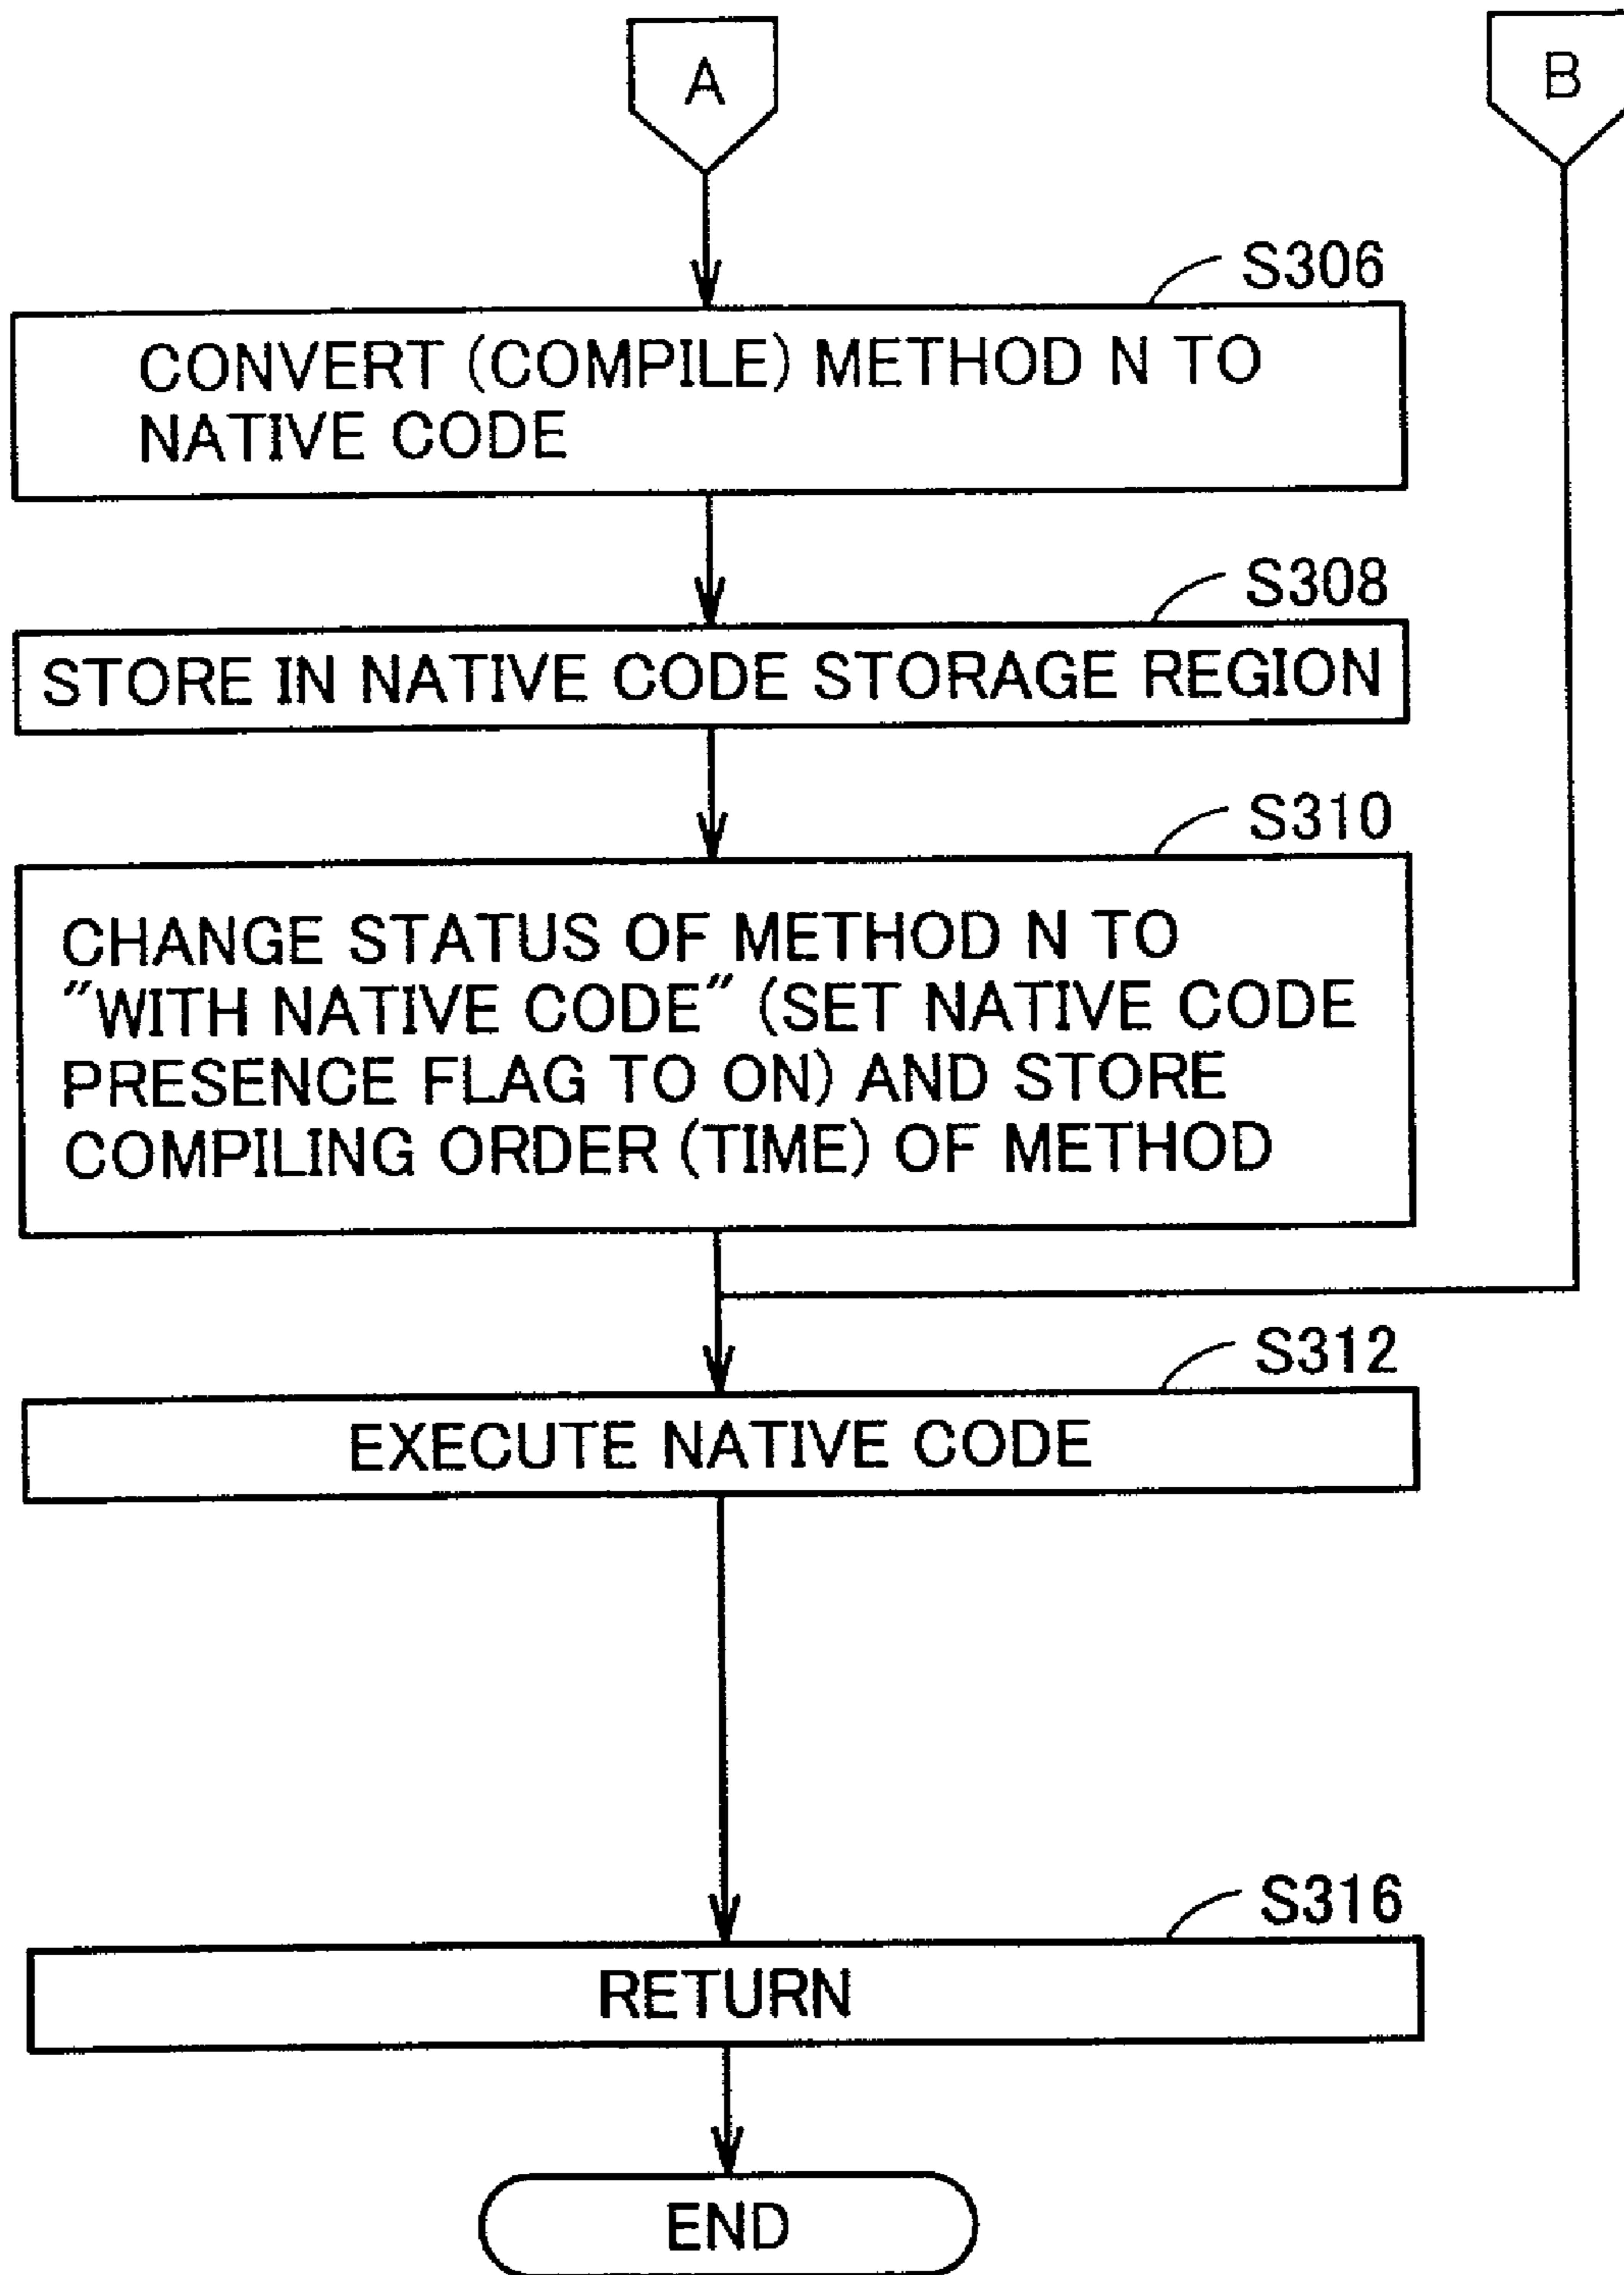 A
B
S306
CONVERT (COMPILE) METHOD N TO
NATIVE CODE
S308
STORE IN NATIVE CODE STORAGE REGION
S310
CHANGE STATUS OF METHOD N TO
"WITH NATIVE CODE" (SET NATIVE CODE
PRESENCE FLAG TO ON) AND STORE
COMPILING ORDER (TIME) OF METHOD
S312
EXECUTE NATIVE CODE
S316
RETURN
END